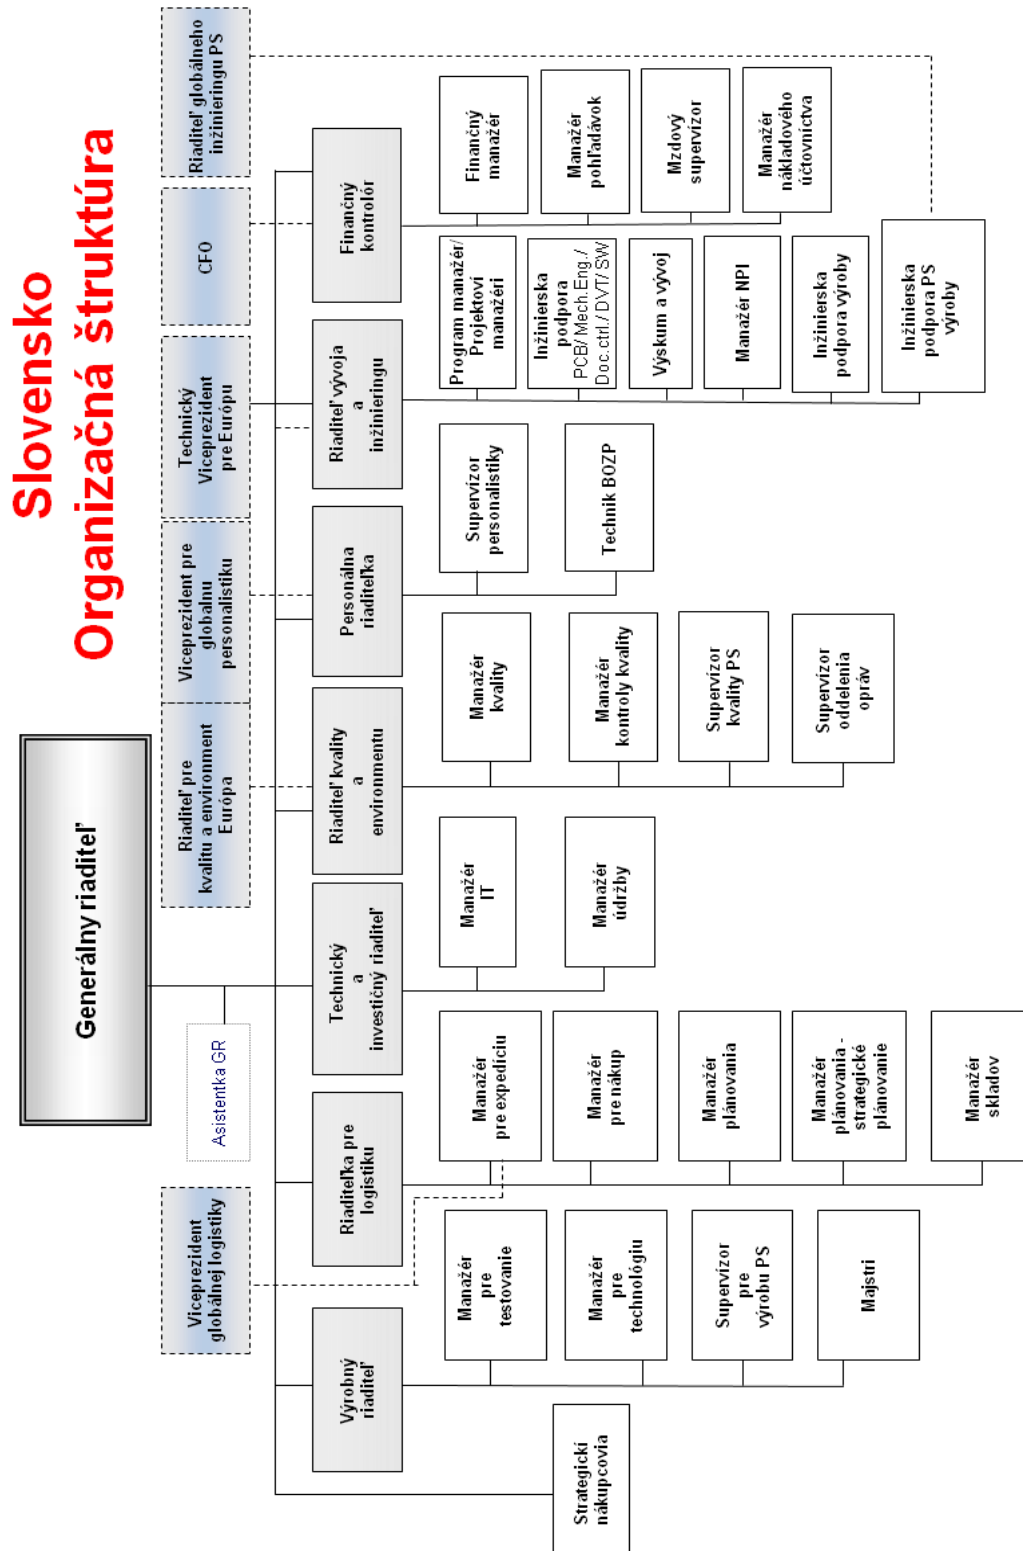 Slovensko
Organizačná štruktúra
Generálny riaditeľ
Asistentka GR
Viceprezident
globálnej logistiky
Riaditeľ pre
kvalitu a environment
Európa
Viceprezident pre
globalnu
personalistiku
Technický
Viceprezident
pre Európu
CFO
Riaditeľ globálneho
inžinieringu PS
Výrobný
riaditeľ
Riaditeľka pre
logistiku
Technický
a
investičný riaditeľ
Riaditeľ kvality
a
environmentu
Personálna
riaditeľka
Riaditeľ vývoja
a
inžinieringu
Finančný
kontrolór
Strategickí
nákupcovia
Manažér
pre
testovanie
Manažér
pre
technológiu
Supervízor
pre
výrobu PS
Majstri
Manažér
pre expedíciu
Manažér
pre nákup
Manažér
plánovania
Manažér
plánovania -
strategické
plánovanie
Manažér
skladov
Manažér
IT
Manažér
údržby
Manažér
kvality
Manažér
kontroly kvality
Supervízor
kvality PS
Supervízor
oddelenia
opráv
Supervízor
personalistiky
Technik BOZP
Program manažér/
Projektoví
manažéri
Inžinierska
podpora
PCB/ Mech.Eng./
Doc.ctrl./ DVT/ SW
Výskum a vývoj
Manažér NPI
Inžinierska
podpora výroby
Inžinierska
podpora PS
výroby
Finančný
manažér
Manažér
pohľadávok
Mzdový
supervízor
Manažér
nákladového
účtovníctva